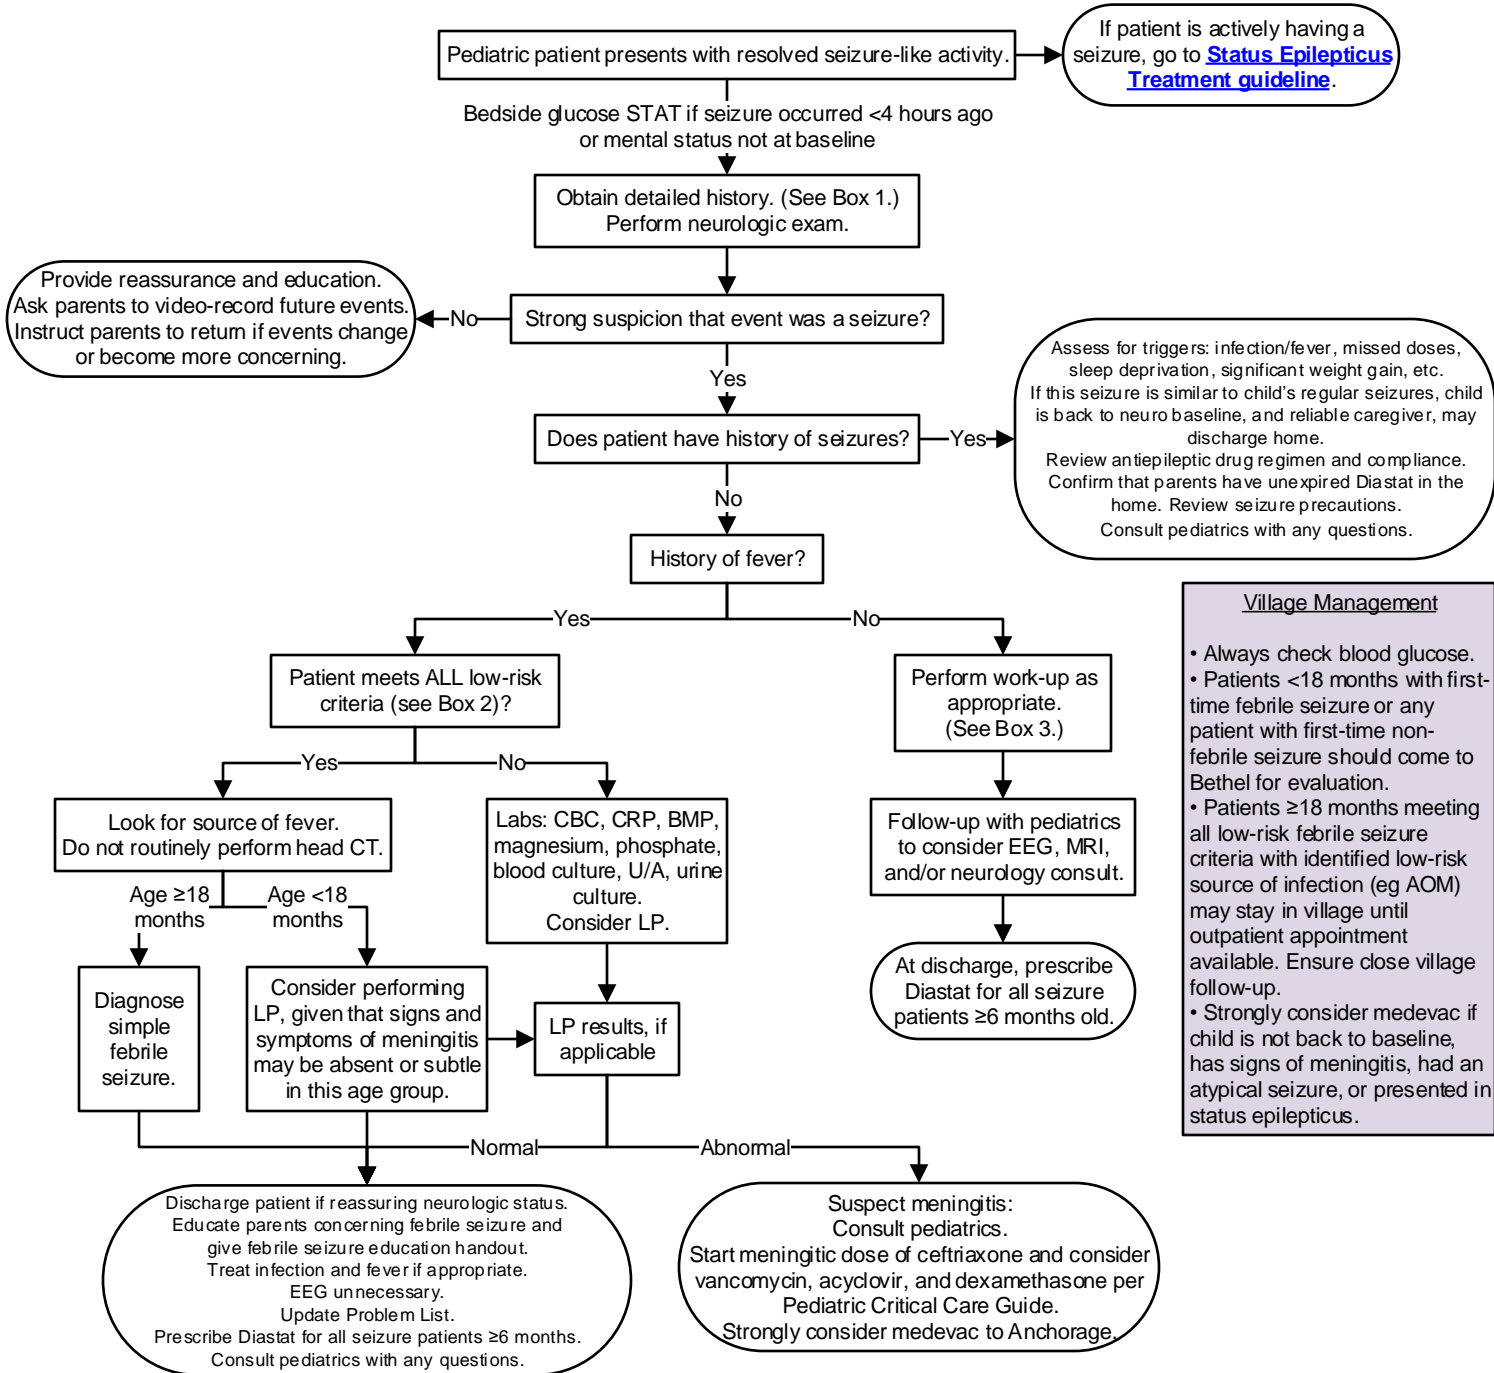 Pediatric patient presents with resolved seizure-like activity.
If patient is actively having a
seizure, go to Status Epilepticus
Treatment guideline.
Bedside glucose STAT if seizure occurred <4 hours ago
or mental status not at baseline
Obtain detailed history. (See Box 1.)
Perform neurologic exam.
Strong suspicion that event was a seizure?
No
Provide reassurance and education.
Ask parents to video-record future events.
Instruct parents to return if events change
or become more concerning.
Yes
Does patient have history of seizures?
Yes
Assess for triggers: infection/fever, missed doses,
sleep deprivation, significant weight gain, etc.
If this seizure is similar to child's regular seizures, child
is back to neuro baseline, and reliable caregiver, may
discharge home.
Review antiepileptic drug regimen and compliance.
Confirm that parents have unexpired Diastat in the
home. Review seizure precautions.
Consult pediatrics with any questions.
No
History of fever?
Yes
No
Patient meets ALL low-risk
criteria (see Box 2)?
Perform work-up as
appropriate.
(See Box 3.)
Yes
No
Look for source of fever.
Do not routinely perform head CT.
Labs: CBC, CRP, BMP,
magnesium, phosphate,
blood culture, U/A, urine
culture.
Consider LP.
Follow-up with pediatrics
to consider EEG, MRI,
and/or neurology consult.
Age ≥18
months
Age <18
months
Diagnose
simple
febrile
seizure.
Consider performing
LP, given that signs and
symptoms of meningitis
may be absent or subtle
in this age group.
LP results, if
applicable
At discharge, prescribe
Diastat for all seizure
patients ≥6 months old.
Normal
Abnormal
Discharge patient if reassuring neurologic status.
Educate parents concerning febrile seizure and
give febrile seizure education handout.
Treat infection and fever if appropriate.
EEG unnecessary.
Update Problem List.
Prescribe Diastat for all seizure patients ≥6 months.
Consult pediatrics with any questions.
Suspect meningitis:
Consult pediatrics.
Start meningitic dose of ceftriaxone and consider
vancomycin, acyclovir, and dexamethasone per
Pediatric Critical Care Guide.
Strongly consider medevac to Anchorage.
Village Management
• Always check blood glucose.
• Patients <18 months with first-
time febrile seizure or any
patient with first-time non-
febrile seizure should come to
Bethel for evaluation.
• Patients ≥18 months meeting
all low-risk febrile seizure
criteria with identified low-risk
source of infection (eg AOM)
may stay in village until
outpatient appointment
available. Ensure close village
follow-up.
• Strongly consider medevac if
child is not back to baseline,
has signs of meningitis, had an
atypical seizure, or presented in
status epilepticus.